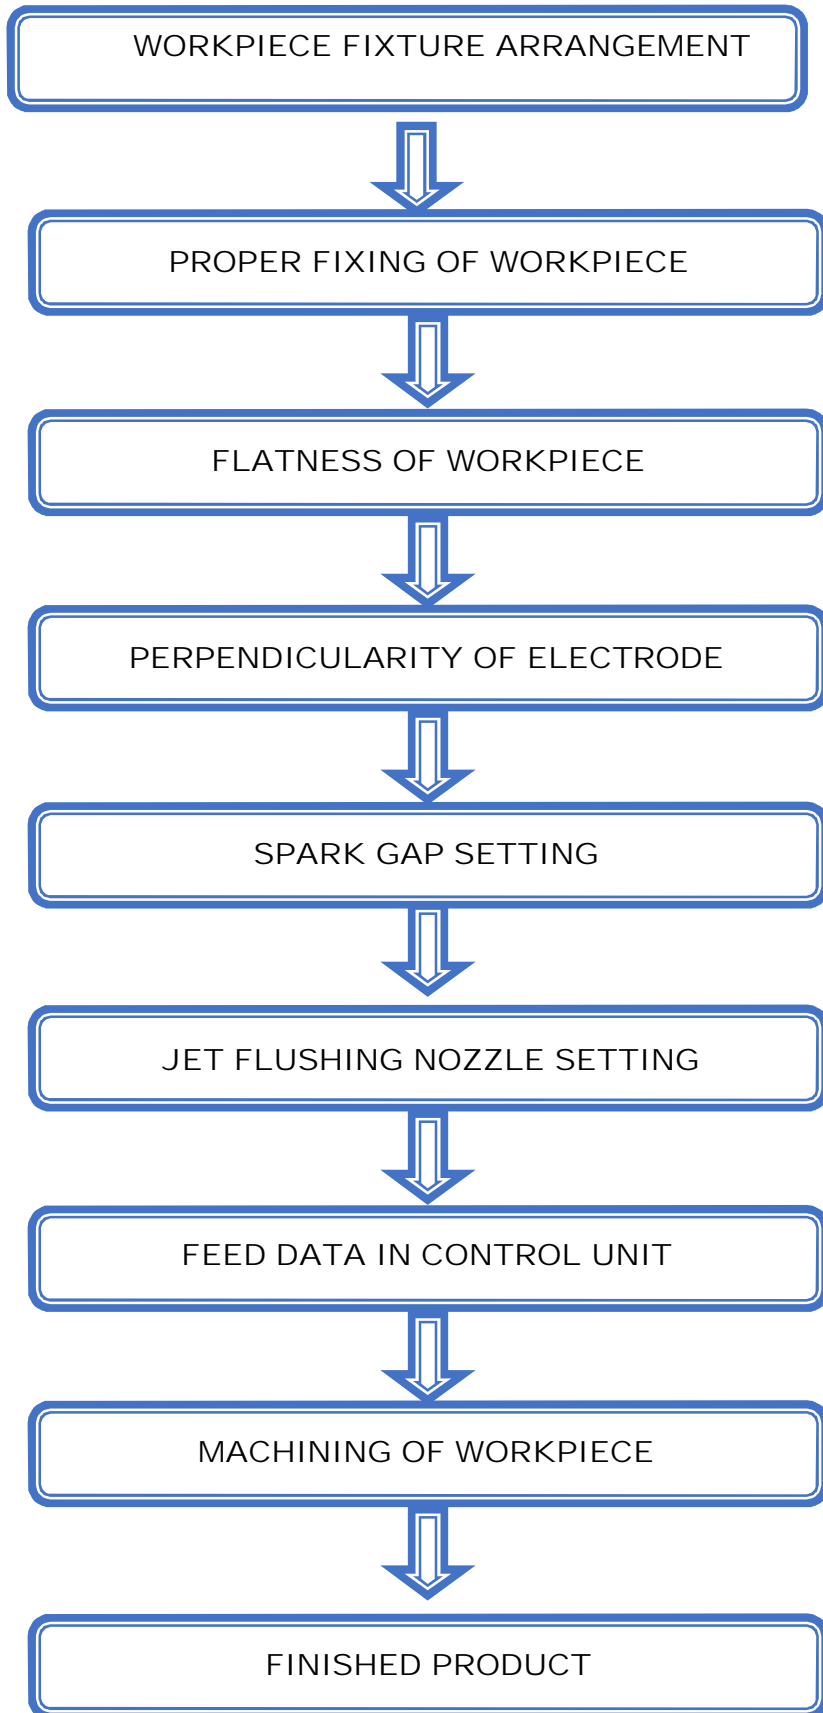 WORKPIECE FIXTURE ARRANGEMENT
PROPER FIXING OF WORKPIECE
FLATNESS OF WORKPIECE
PERPENDICULARITY OF ELECTRODE
SPARK GAP SETTING
JET FLUSHING NOZZLE SETTING
FEED DATA IN CONTROL UNIT
MACHINING OF WORKPIECE
FINISHED PRODUCT